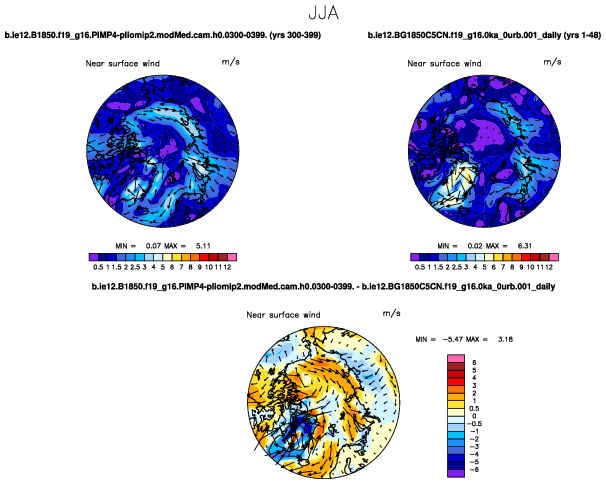 JJA
b.ie12.B1850.f19_g16.PIMP4-pliomip2.modMed.cam.h0.0300-0399. (yrs 300-399)
b.ie12.BG1850C5CN.f19_g16.0ka_0urb.001_daily (yrs 1-48)
Near surface wind m/s
Near surface wind m/s
MIN = 0.07 MAX = 5.11
MIN = 0.02 MAX = 6.31
0.5 1 1.5 2 2.5 3 4 5 6 7 8 9 10 11 12
0.5 1 1.5 2 2.5 3 4 5 6 7 8 9 10 11 12
b.ie12.B1850.f19_g16.PIMP4-pliomip2.modMed.cam.h0.0300-0399. - b.ie12.BG1850C5CN.f19_g16.0ka_0urb.001_daily
Near surface wind m/s
MIN = -5.47 MAX = 3.18
6
5
4
3
2
1
0.5
0
-0.5
-1
-2
-3
-4
-5
-6